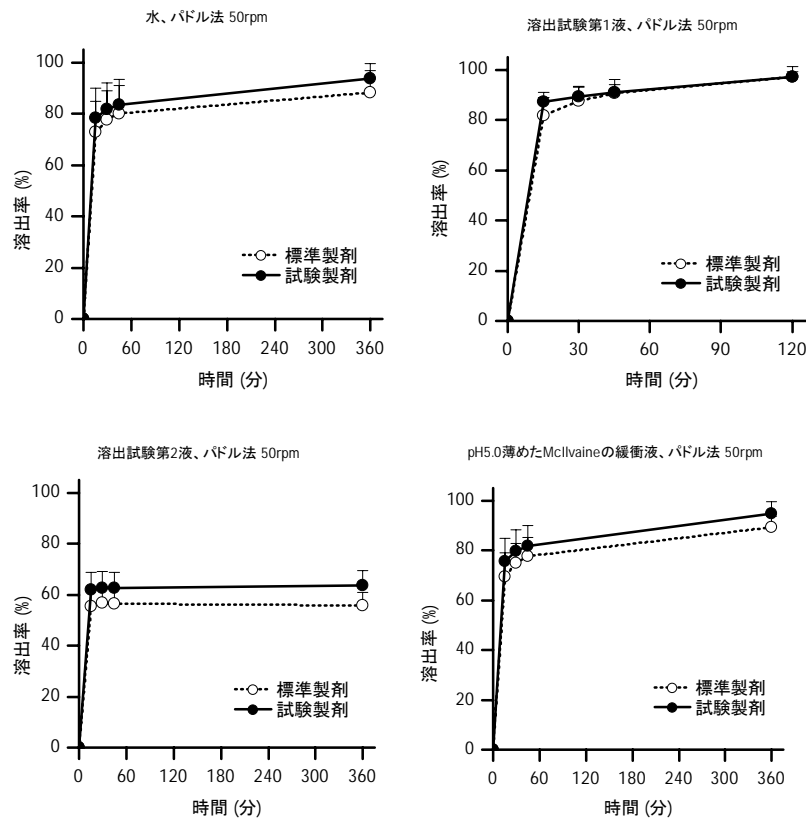 水、パドル法 50rpm
100
80
60
40
20
0
溶出率 (%)
標準製剤
試験製剤
0 60 120 180 240 300 360
時間 (分)
溶出試験第1液、パドル法 50rpm
100
80
60
40
20
0
溶出率 (%)
標準製剤
試験製剤
0 30 60 90 120
時間 (分)
溶出試験第2液、パドル法 50rpm
100
80
60
40
20
0
溶出率 (%)
標準製剤
試験製剤
0 60 120 180 240 300 360
時間 (分)
pH5.0薄めたMcIlvaineの緩衝液、パドル法 50rpm
100
80
60
40
20
0
溶出率 (%)
標準製剤
試験製剤
0 60 120 180 240 300 360
時間 (分)